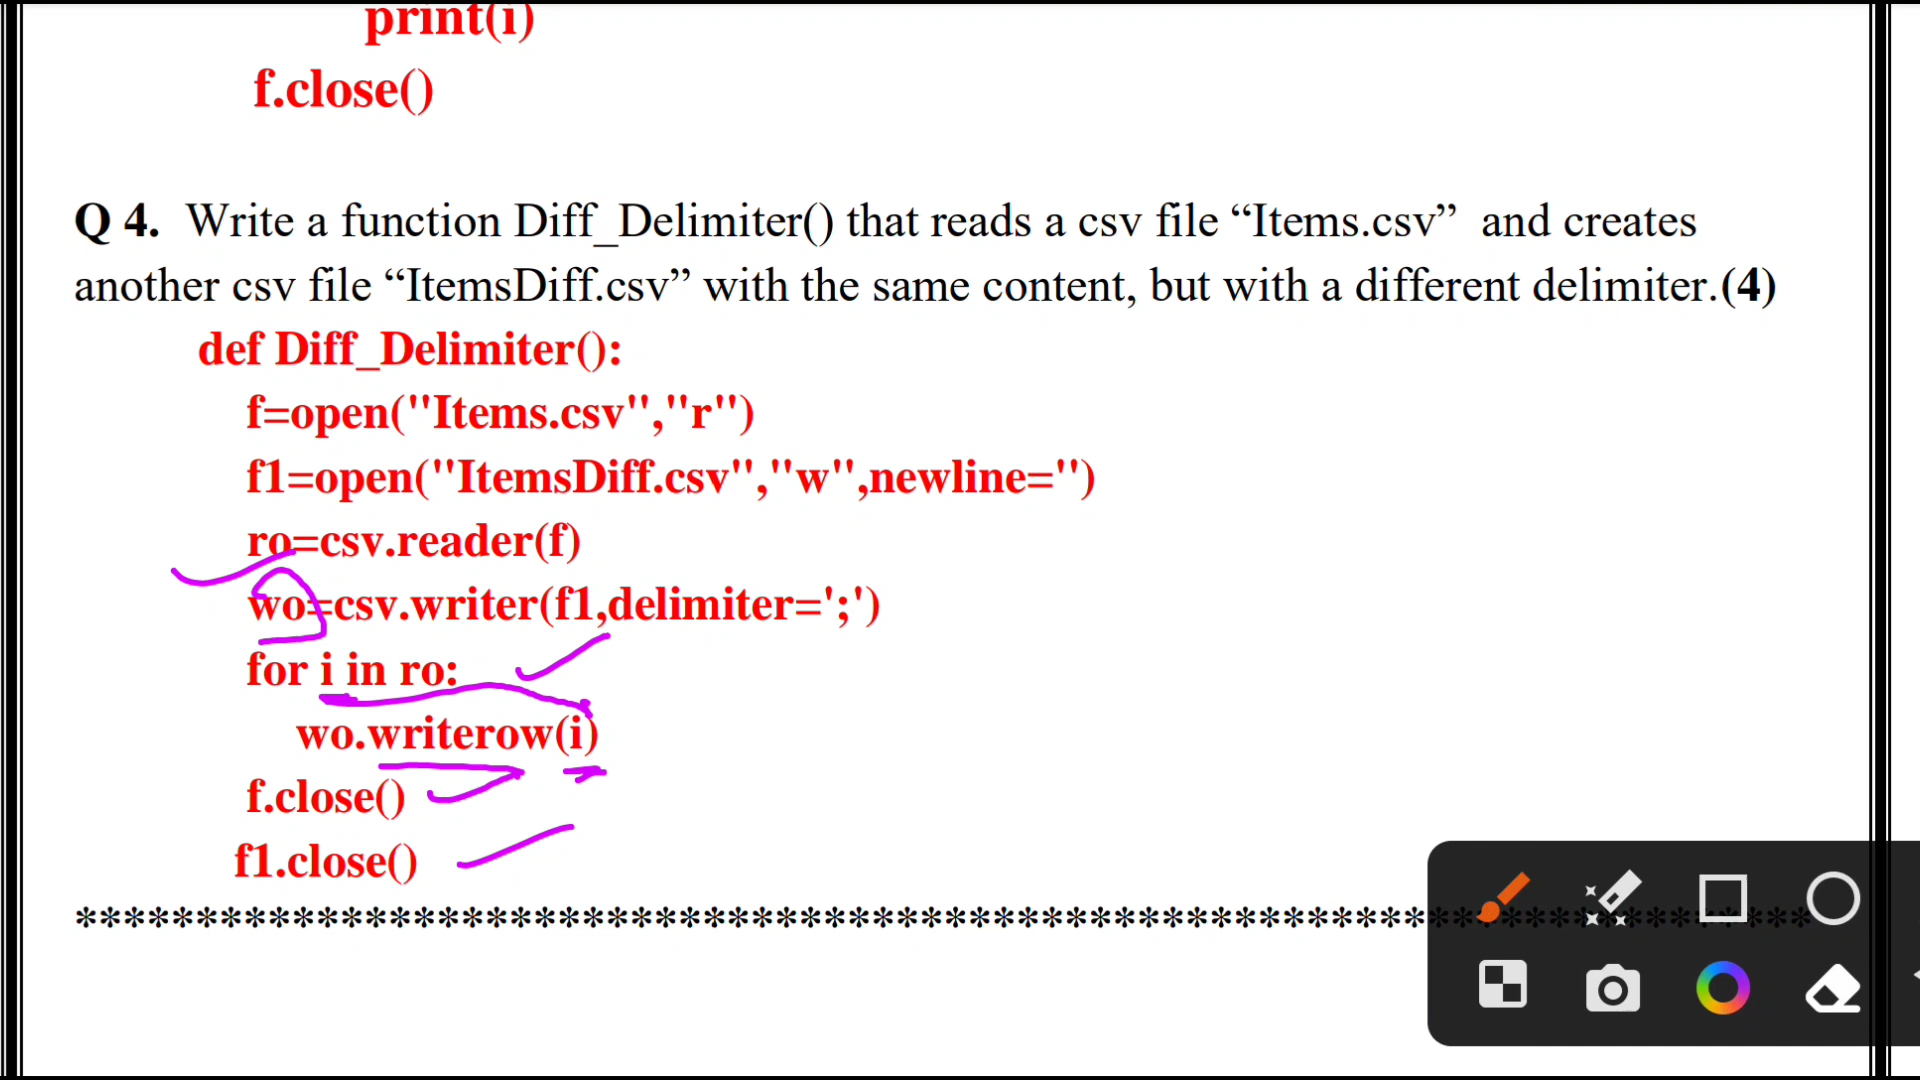 print(i)
f.close()
Q 4. Write a function Diff_Delimiter() that reads a csv file “Items.csv” and creates
another csv file “ItemsDiff.csv” with the same content, but with a different delimiter.(4)
def Diff_Delimiter():
f=open("Items.csv","r")
f1=open("ItemsDiff.csv","w",newline='')
ro=csv.reader(f)
wo=csv.writer(f1,delimiter=';')
for i in ro:
wo.writerow(i)
f.close()
f1.close()
************************************************************************